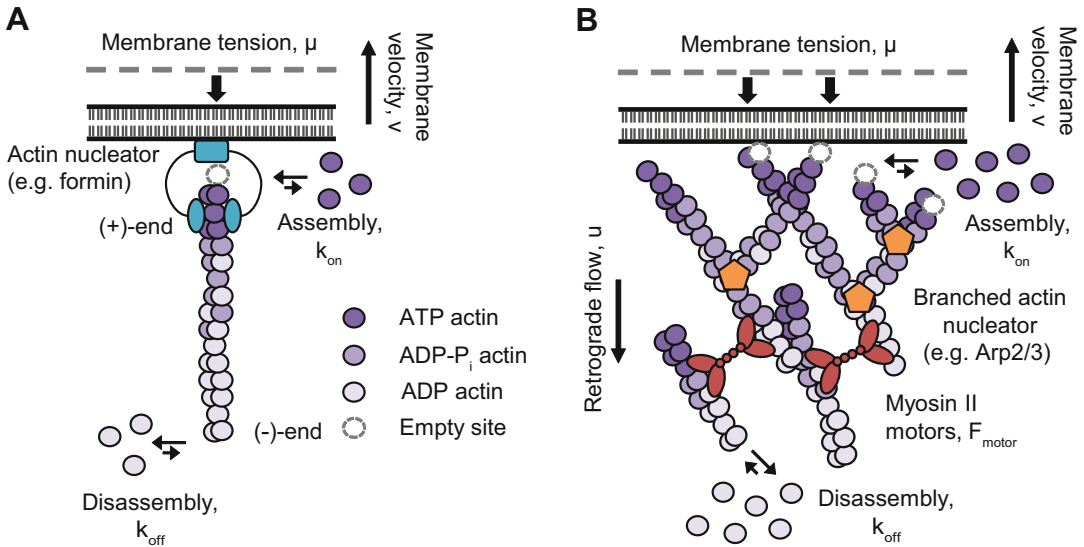 A
Membrane tension, μ
Membrane
velocity, v
Actin nucleator
(e.g. formin)
(+)-end
Assembly,
k_on
ATP actin
ADP-P_i actin
ADP actin
Empty site
(-)-end
Disassembly,
k_off
B
Membrane tension, μ
Membrane
velocity, v
Assembly,
k_on
Retrograde flow, u
Branched actin
nucleator
(e.g. Arp2/3)
Myosin II
motors, F_motor
Disassembly,
k_off